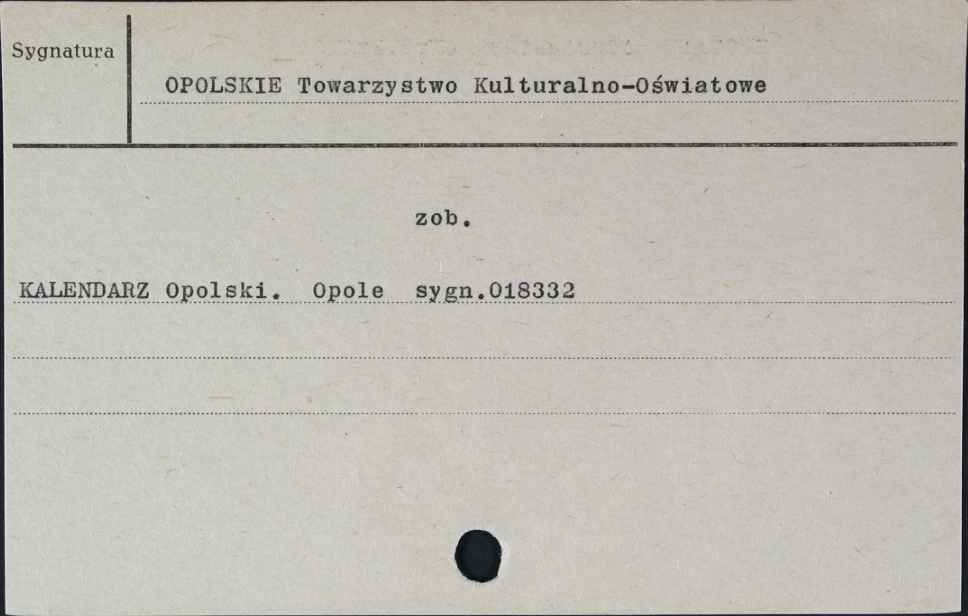 Sygnatura
OPOLSKIE Towarzystwo Kulturalno-Oświatowe
zob.
KALENDARZ Opolski. Opole sygn.018332